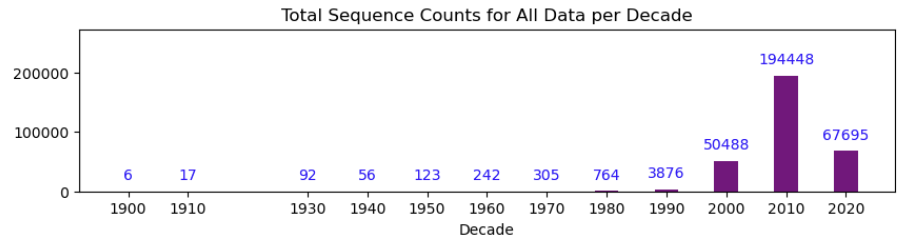 Total Sequence Counts for All Data per Decade
200000
100000
0
6 17 92 56 123 242 305 764 3876 50488 194448 67695
1900 1910 1930 1940 1950 1960 1970 1980 1990 2000 2010 2020
Decade